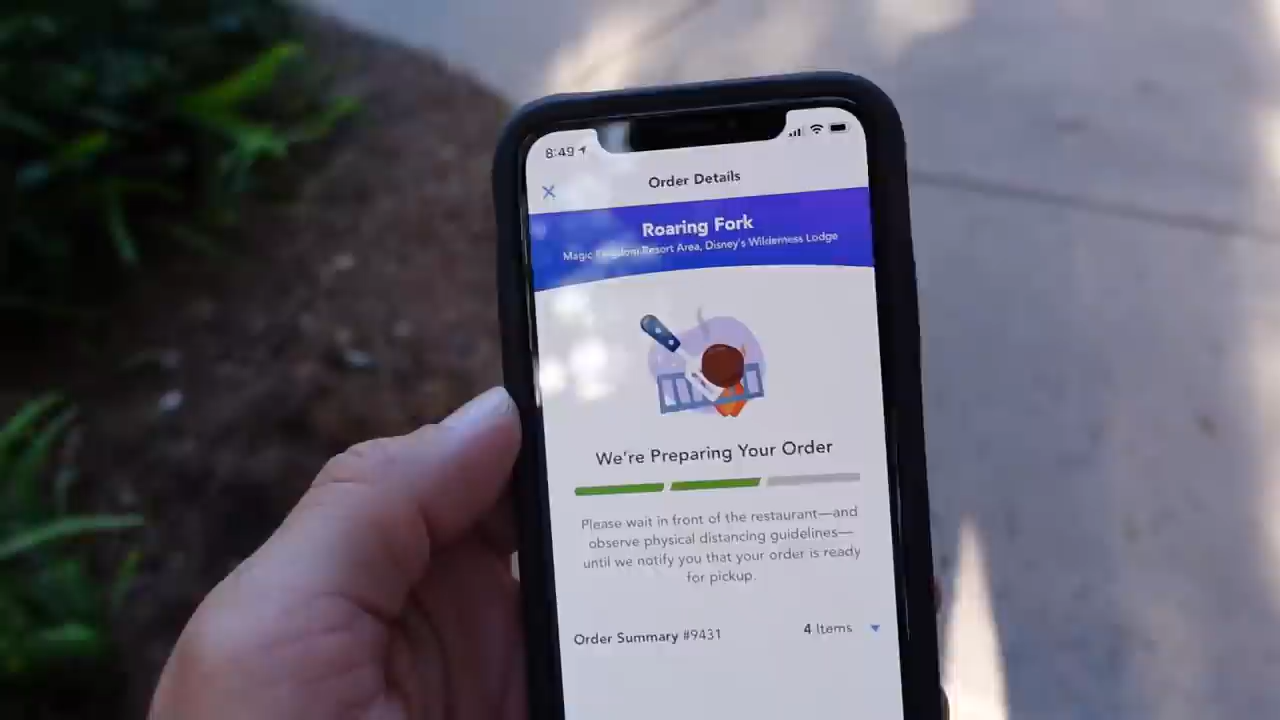 8:49
Order Details
Roaring Fork
Magic Kingdom Resort Area, Disney's Wilderness Lodge
We're Preparing Your Order
Please wait in front of the restaurant—and
observe physical distancing guidelines—
until we notify you that your order is ready
for pickup.
Order Summary #9431 4 Items